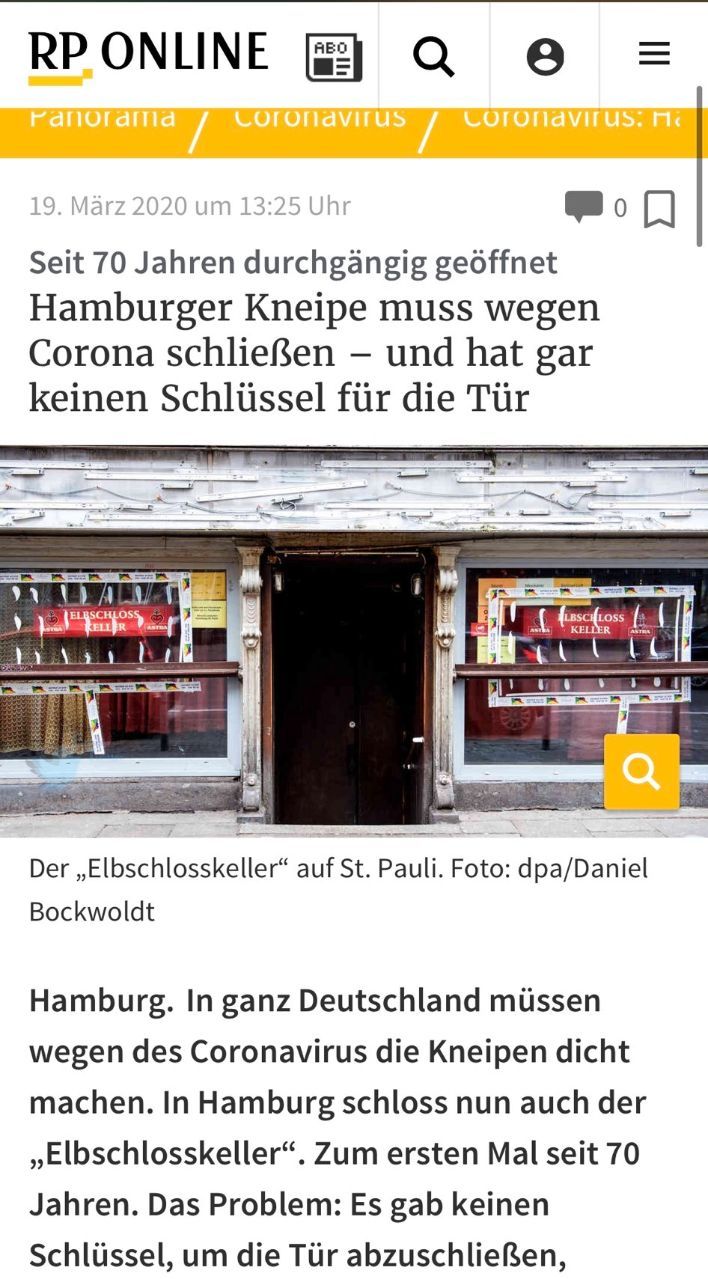 RP ONLINE
ABO
Panorama / Coronavirus / Coronavirus: Ha
19. März 2020 um 13:25 Uhr
0
Seit 70 Jahren durchgängig geöffnet
Hamburger Kneipe muss wegen
Corona schließen – und hat gar
keinen Schlüssel für die Tür
ELBSCHLOSS
KELLER
ASTRA ASTRA
ELBSCHLOSS
KELLER
ASTRA ASTRA
Der „Elbschlosskeller“ auf St. Pauli. Foto: dpa/Daniel
Bockwoldt
Hamburg. In ganz Deutschland müssen
wegen des Coronavirus die Kneipen dicht
machen. In Hamburg schloss nun auch der
„Elbschlosskeller“. Zum ersten Mal seit 70
Jahren. Das Problem: Es gab keinen
Schlüssel, um die Tür abzuschließen,